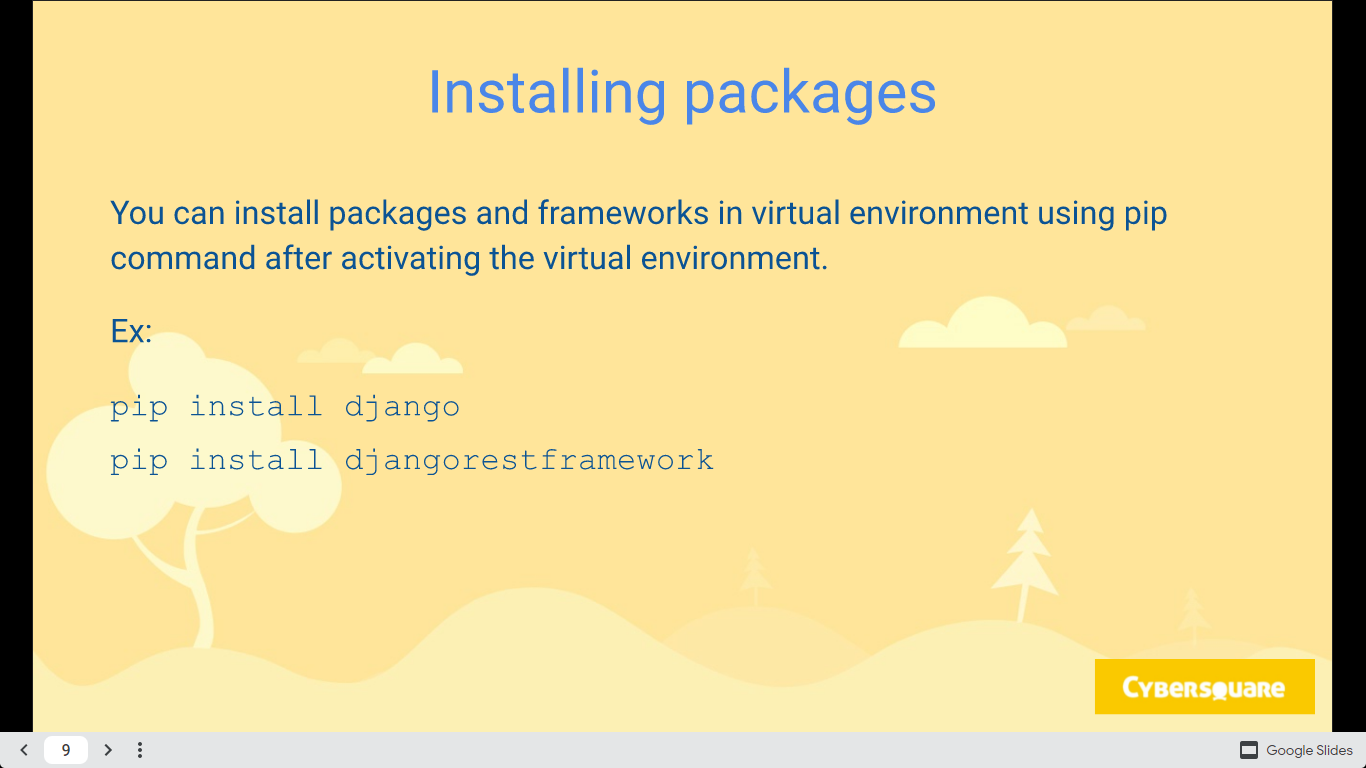 Installing packages
You can install packages and frameworks in virtual environment using pip
command after activating the virtual environment.
Ex:
pip install django
pip install djangorestframework
CYBERSQUARE
9
Google Slides